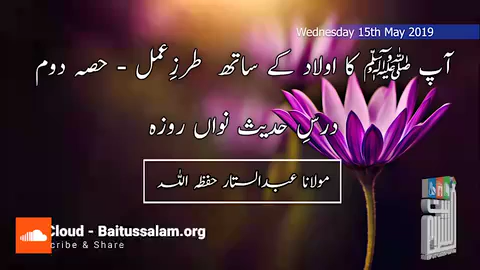 Wednesday 15th May 2019
آپ ﷺ کا اولاد کے ساتھ طرزِ عمل - حصہ دوم
درسِ حدیث نواں روزہ
مولانا عبدالستار حفظہ اللہ
Cloud - Baitussalam.org
cribe & Share